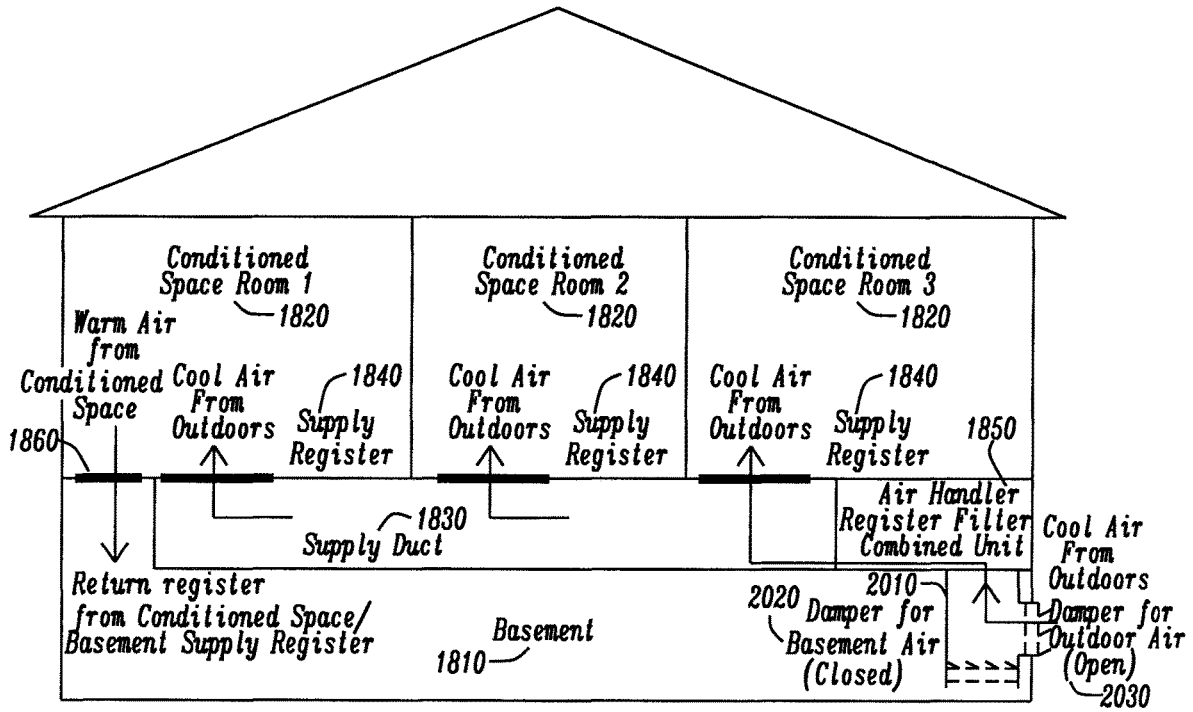 Conditioned
Space Room 1
1820
Conditioned
Space Room 2
1820
Conditioned
Space Room 3
1820
Warm Air
from
Conditioned
Space
1860
Cool Air
From
Outdoors
1840
Supply
Register
Cool Air
From
Outdoors
1840
Supply
Register
Cool Air
From
Outdoors
1840
Supply
Register
1850
Air Handler
Register Filter
Combined Unit
1830
Supply Duct
Cool Air
From
Outdoors
Return register
from Conditioned Space/
Basement Supply Register
Basement
1810
2010
2020
Damper for
Basement Air
(Closed)
Damper for
Outdoor Air
(Open)
2030